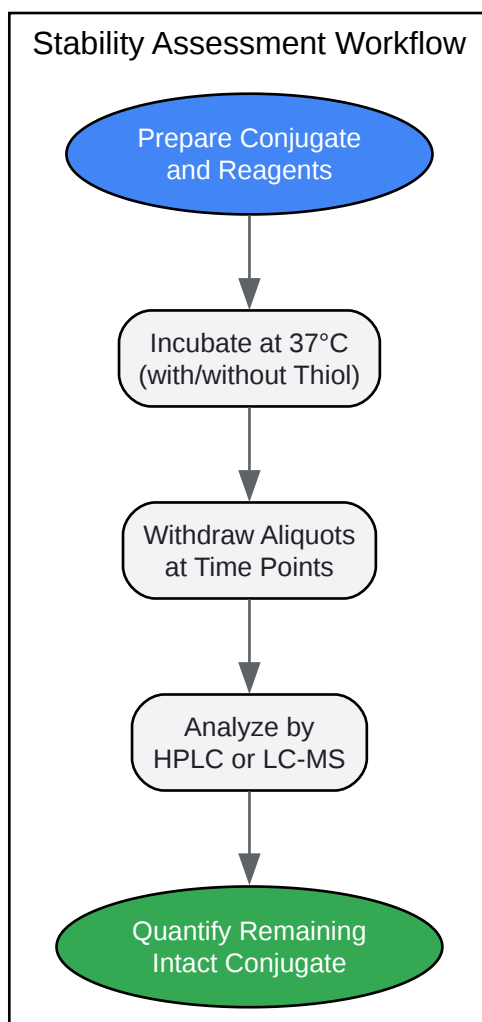 Stability Assessment Workflow
Prepare Conjugate
and Reagents
Incubate at 37°C
(with/without Thiol)
Withdraw Aliquots
at Time Points
Analyze by
HPLC or LC-MS
Quantify Remaining
Intact Conjugate